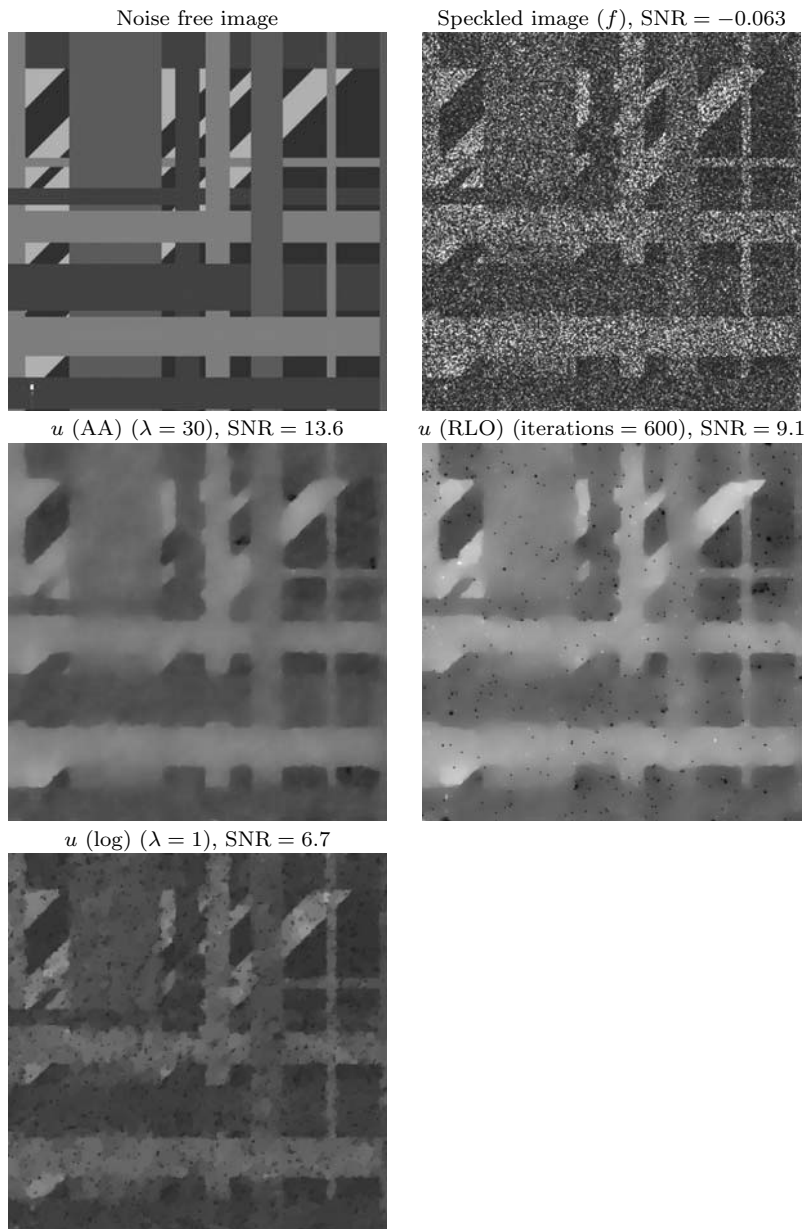 Noise free image
Speckled image (f), SNR = −0.063
u (AA) (λ = 30), SNR = 13.6
u (RLO) (iterations = 600), SNR = 9.1
u (log) (λ = 1), SNR = 6.7